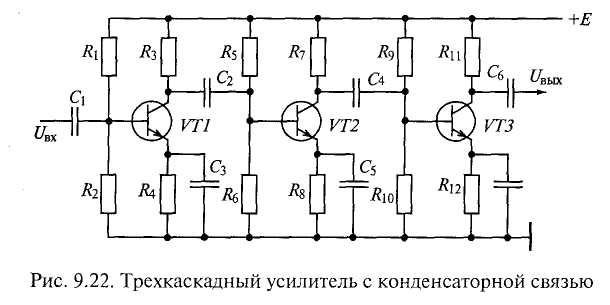 +E
R1 R3 R5 R7 R9 R11
C2 C4 C6 Uвых
C1
Uвх VT1 VT2 VT3
C3 C5
R2 R4 R6 R8 R10 R12
Рис. 9.22. Трехкаскадный усилитель с конденсаторной связью